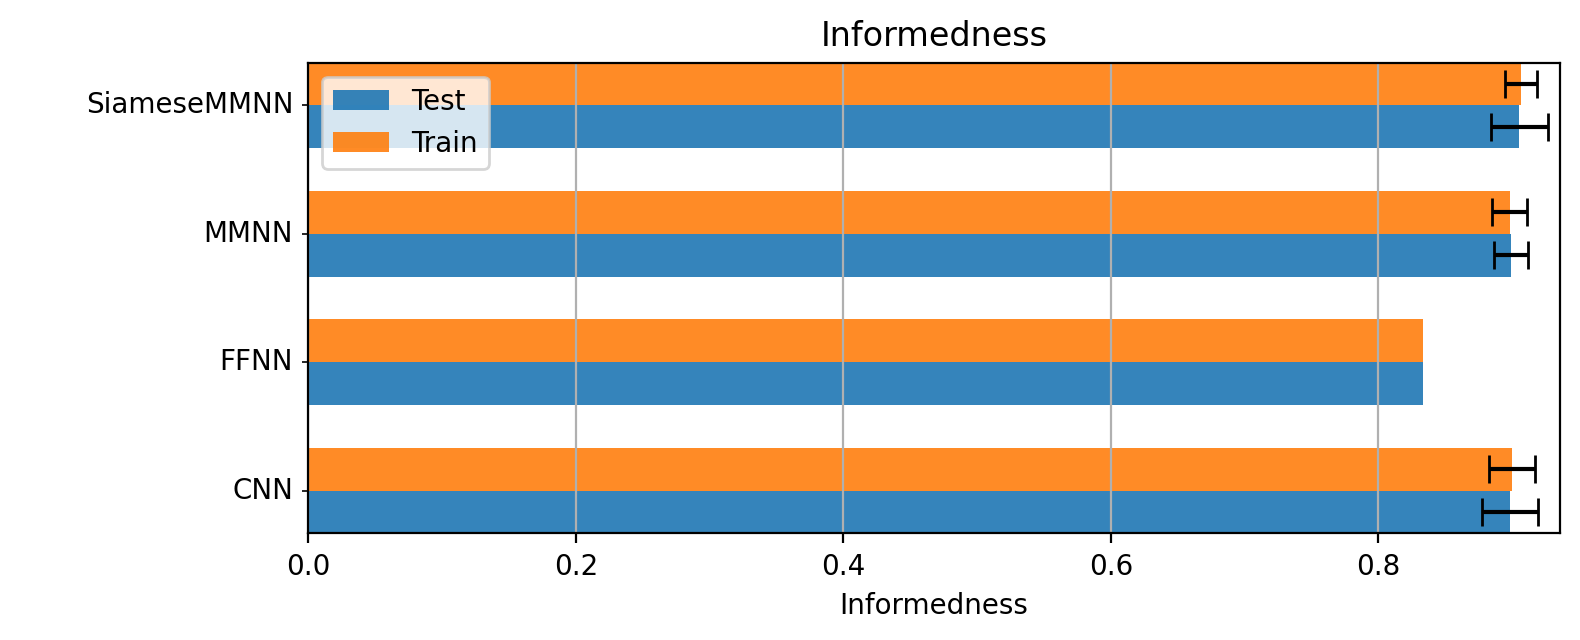 Informedness
SiameseMMNN
MMNN
FFNN
CNN
Test
Train
0.0 0.2 0.4 0.6 0.8
Informedness